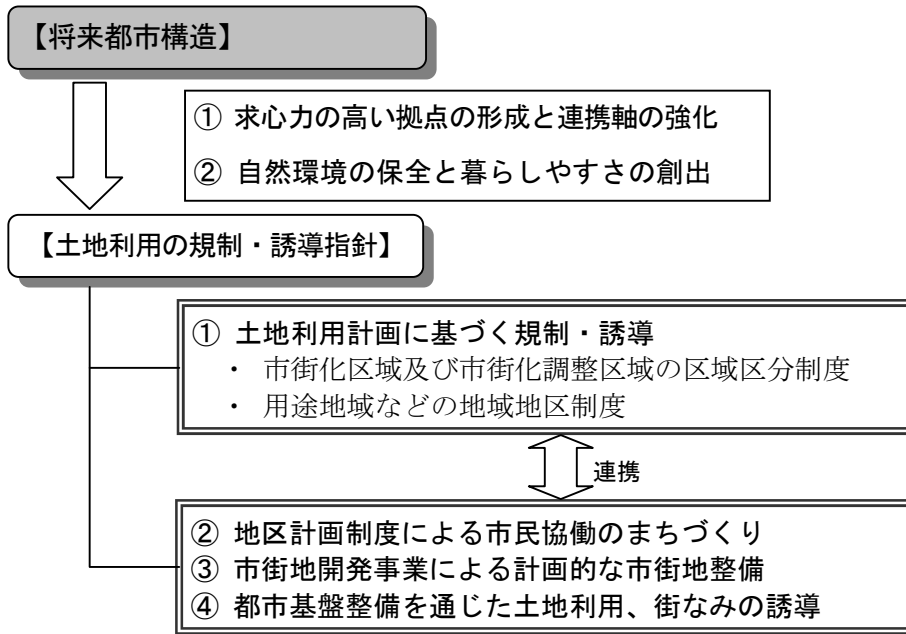 【将来都市構造】
① 求心力の高い拠点の形成と連携軸の強化
② 自然環境の保全と暮らしやすさの創出
【土地利用の規制・誘導指針】
① 土地利用計画に基づく規制・誘導
・ 市街化区域及び市街化調整区域の区域区分制度
・ 用途地域などの地域地区制度
連携
② 地区計画制度による市民協働のまちづくり
③ 市街地開発事業による計画的な市街地整備
④ 都市基盤整備を通じた土地利用、街なみの誘導